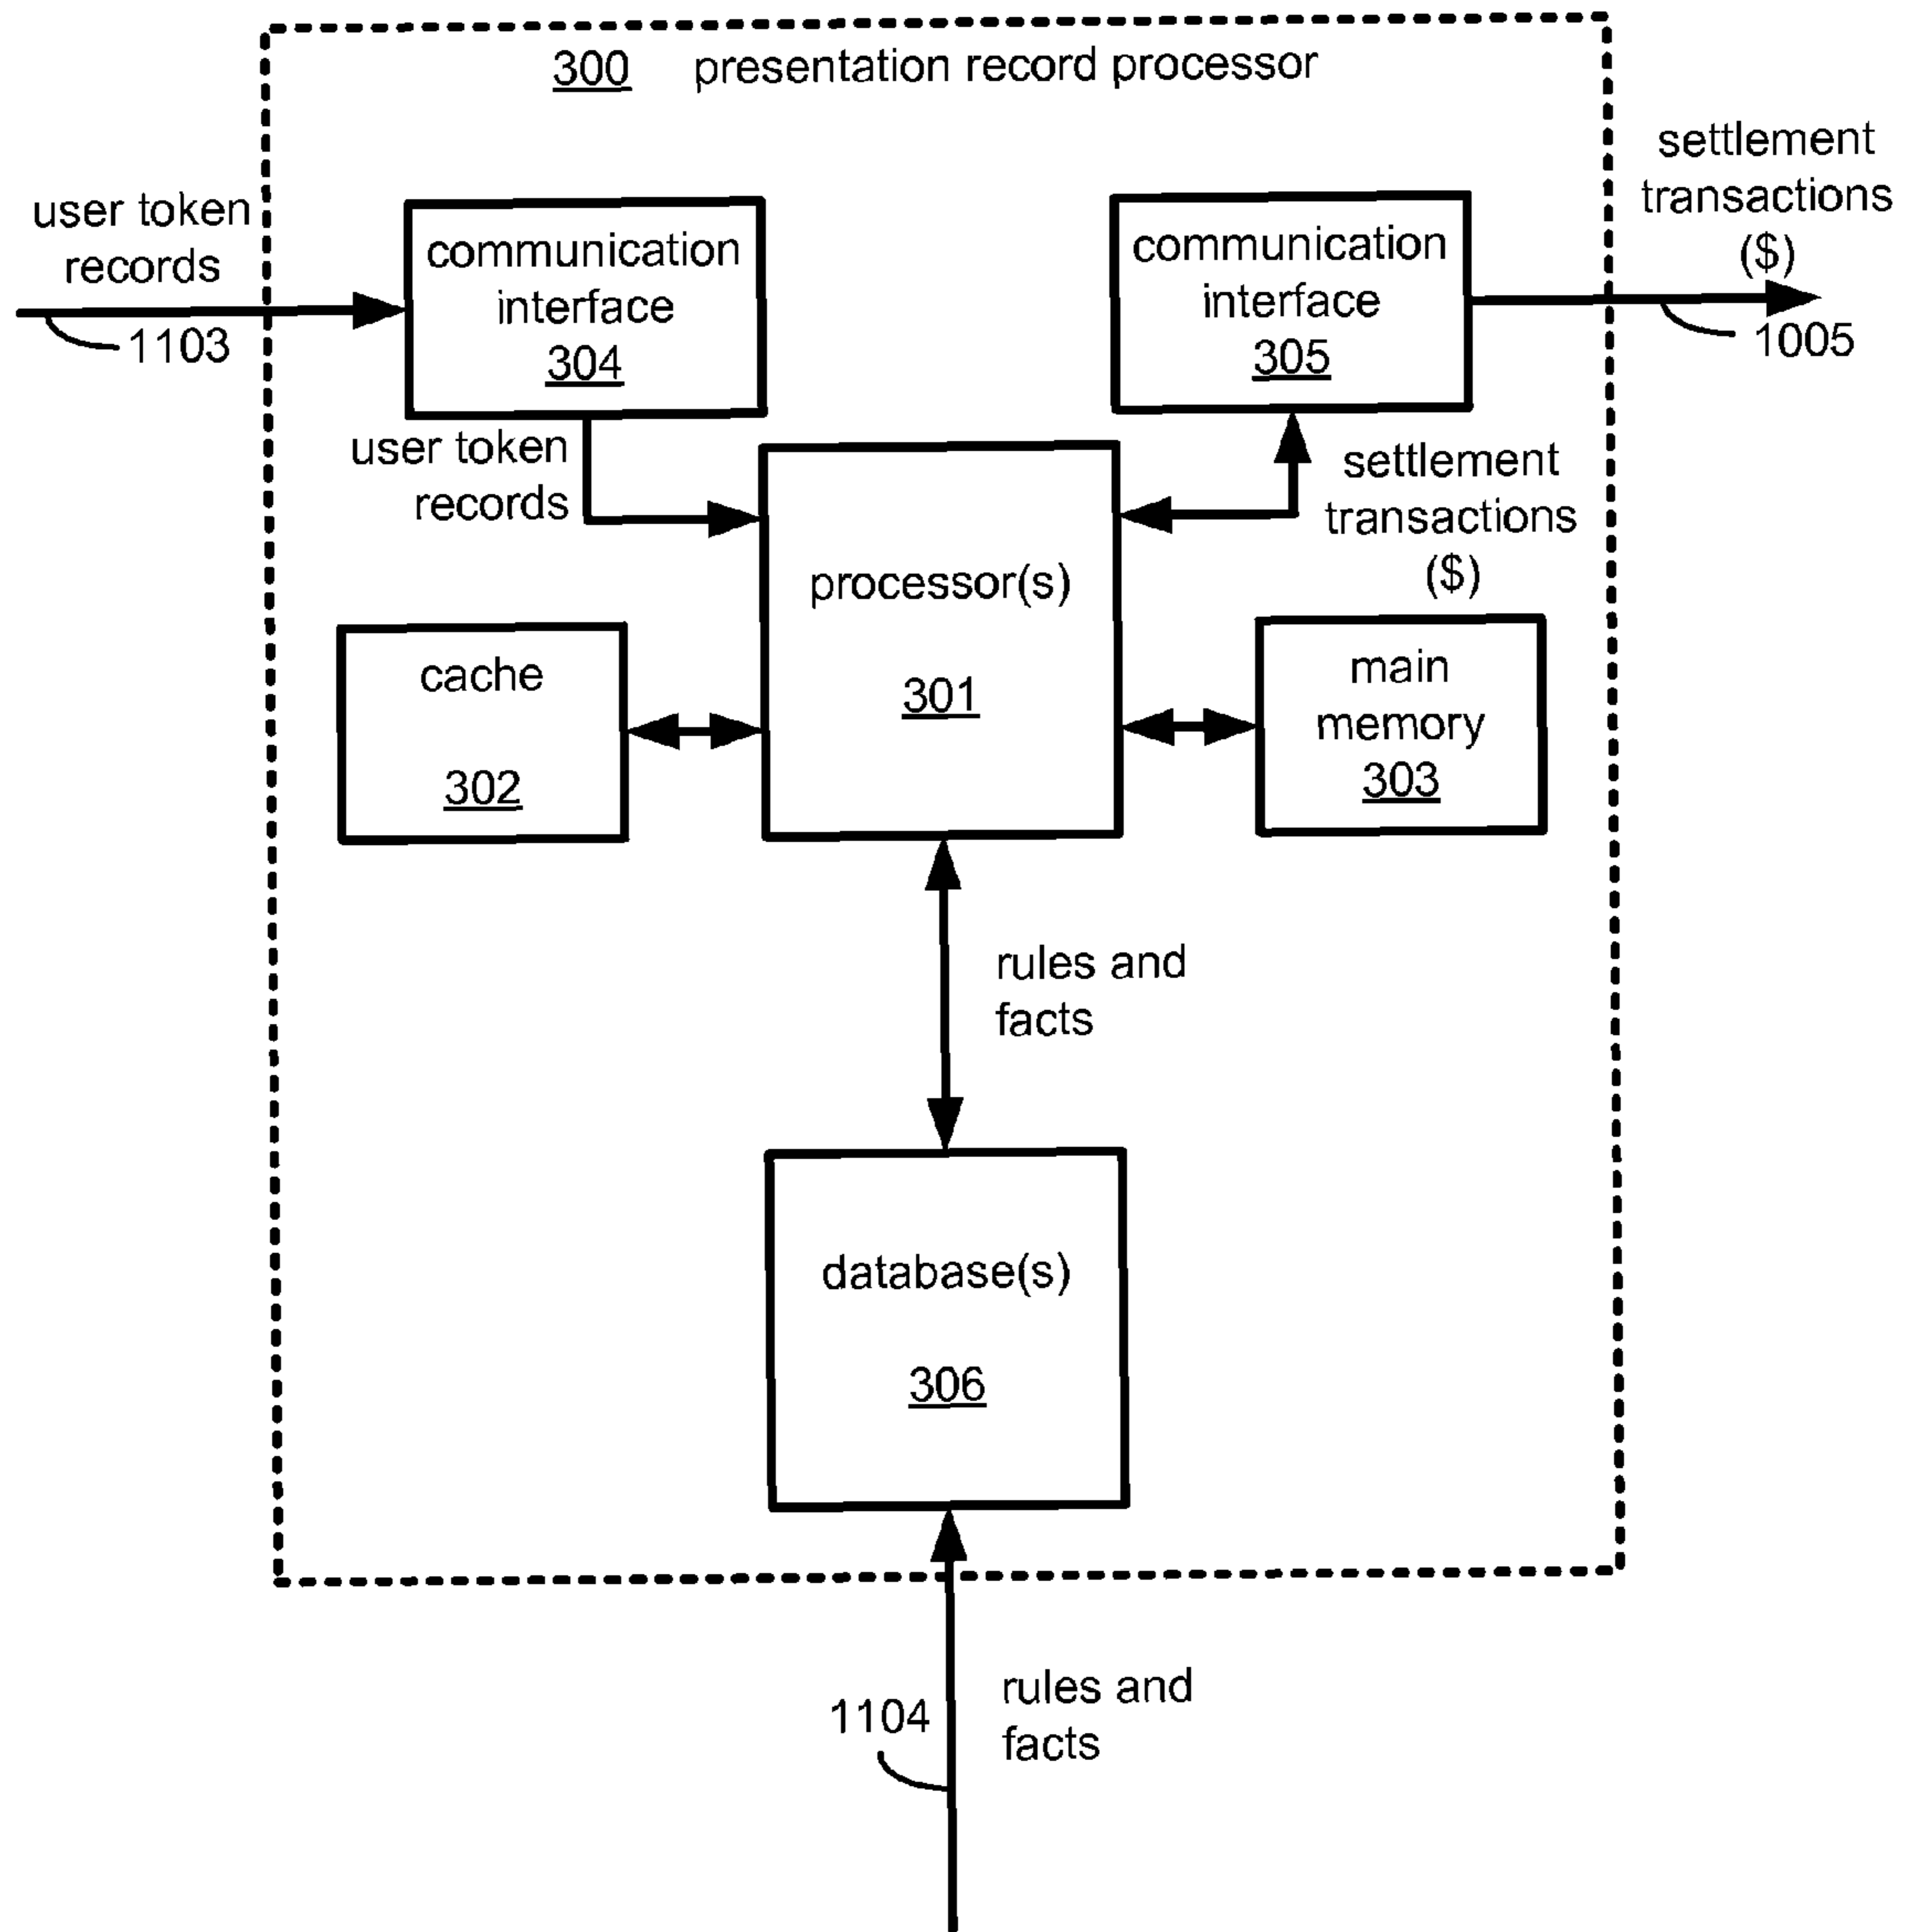 300 presentation record processor
settlement
transactions
($)
1005
user token
records
1103
communication
interface
304
communication
interface
305
user token
records
settlement
transactions
($)
processor(s)
301
cache
302
main
memory
303
rules and
facts
database(s)
306
1104
rules and
facts